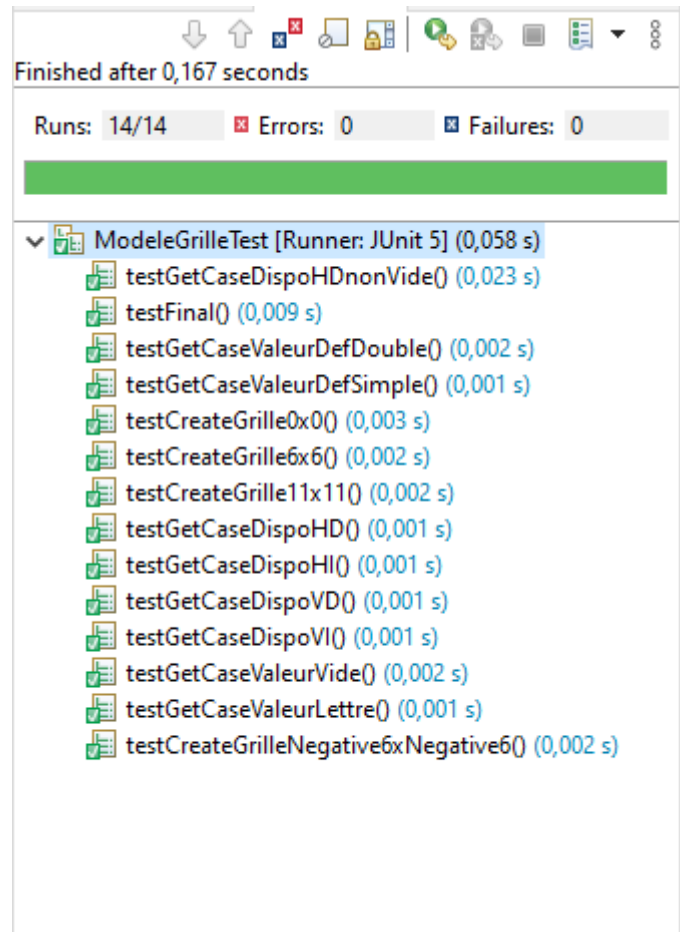 Finished after 0,167 seconds
Runs: 14/14 Errors: 0 Failures: 0
ModeleGrilleTest [Runner: JUnit 5] (0,058 s)
testGetCaseDispoHDnonVide() (0,023 s)
testFinal() (0,009 s)
testGetCaseValeurDefDouble() (0,002 s)
testGetCaseValeurDefSimple() (0,001 s)
testCreateGrille0x0() (0,003 s)
testCreateGrille6x6() (0,002 s)
testCreateGrille11x11() (0,002 s)
testGetCaseDispoHD() (0,001 s)
testGetCaseDispoHI() (0,001 s)
testGetCaseDispoVD() (0,001 s)
testGetCaseDispoVI() (0,001 s)
testGetCaseValeurVide() (0,002 s)
testGetCaseValeurLettre() (0,001 s)
testCreateGrilleNegative6xNegative6() (0,002 s)